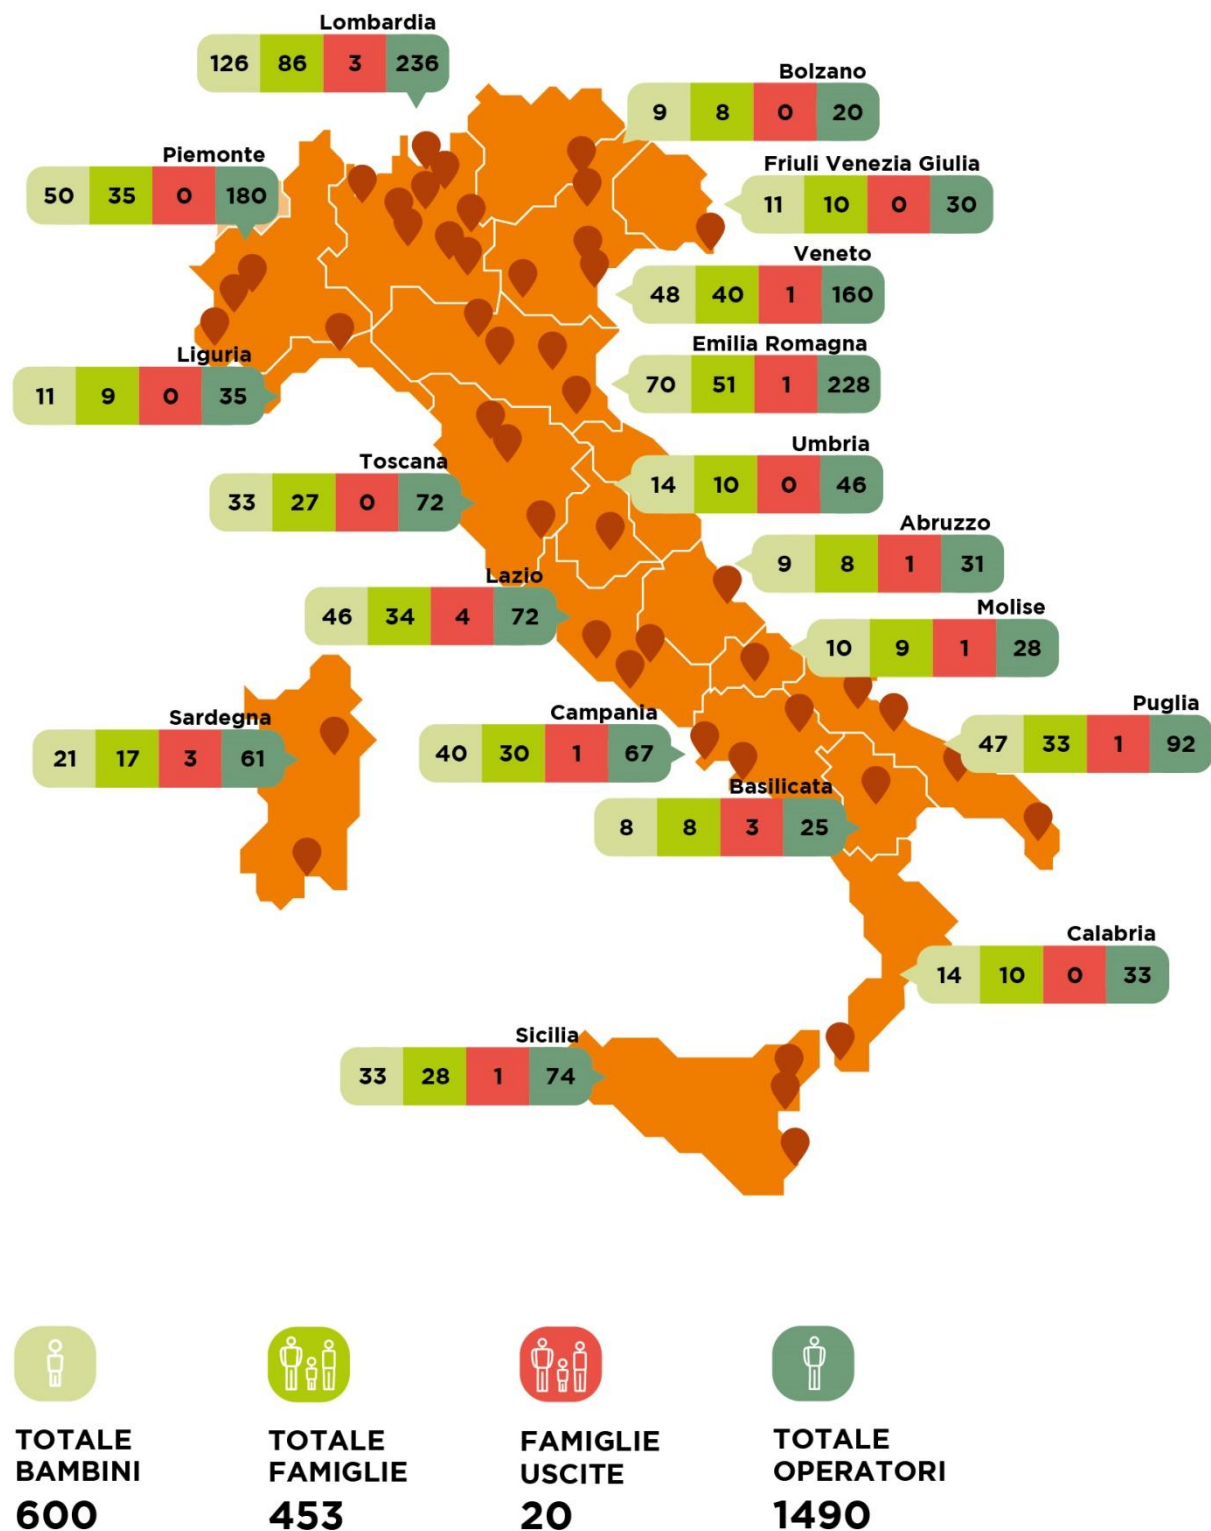 Lombardia
126 86 3 236
Bolzano
9 8 0 20
Piemonte
50 35 0 180
Friuli Venezia Giulia
11 10 0 30
Veneto
48 40 1 160
Liguria
11 9 0 35
Emilia Romagna
70 51 1 228
Toscana
33 27 0 72
Umbria
14 10 0 46
Abruzzo
9 8 1 31
Lazio
46 34 4 72
Molise
10 9 1 28
Sardegna
21 17 3 61
Campania
40 30 1 67
Puglia
47 33 1 92
Basilicata
8 8 3 25
Calabria
14 10 0 33
Sicilia
33 28 1 74
TOTALE
BAMBINI
600
TOTALE
FAMIGLIE
453
FAMIGLIE
USCITE
20
TOTALE
OPERATORI
1490